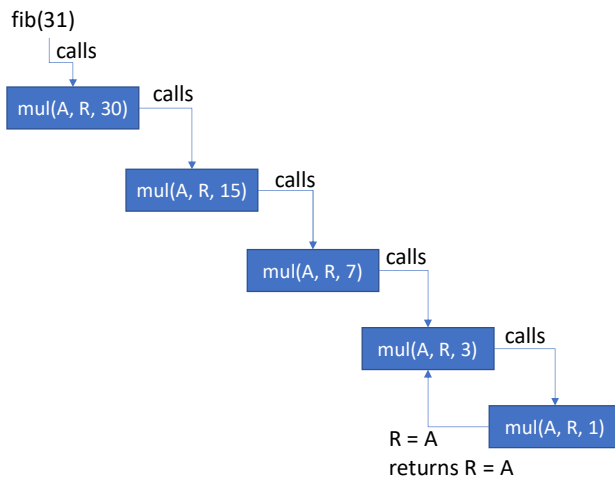 fib(31)
calls
mul(A, R, 30)
calls
mul(A, R, 15)
calls
mul(A, R, 7)
calls
mul(A, R, 3)
calls
mul(A, R, 1)
R = A
returns R = A